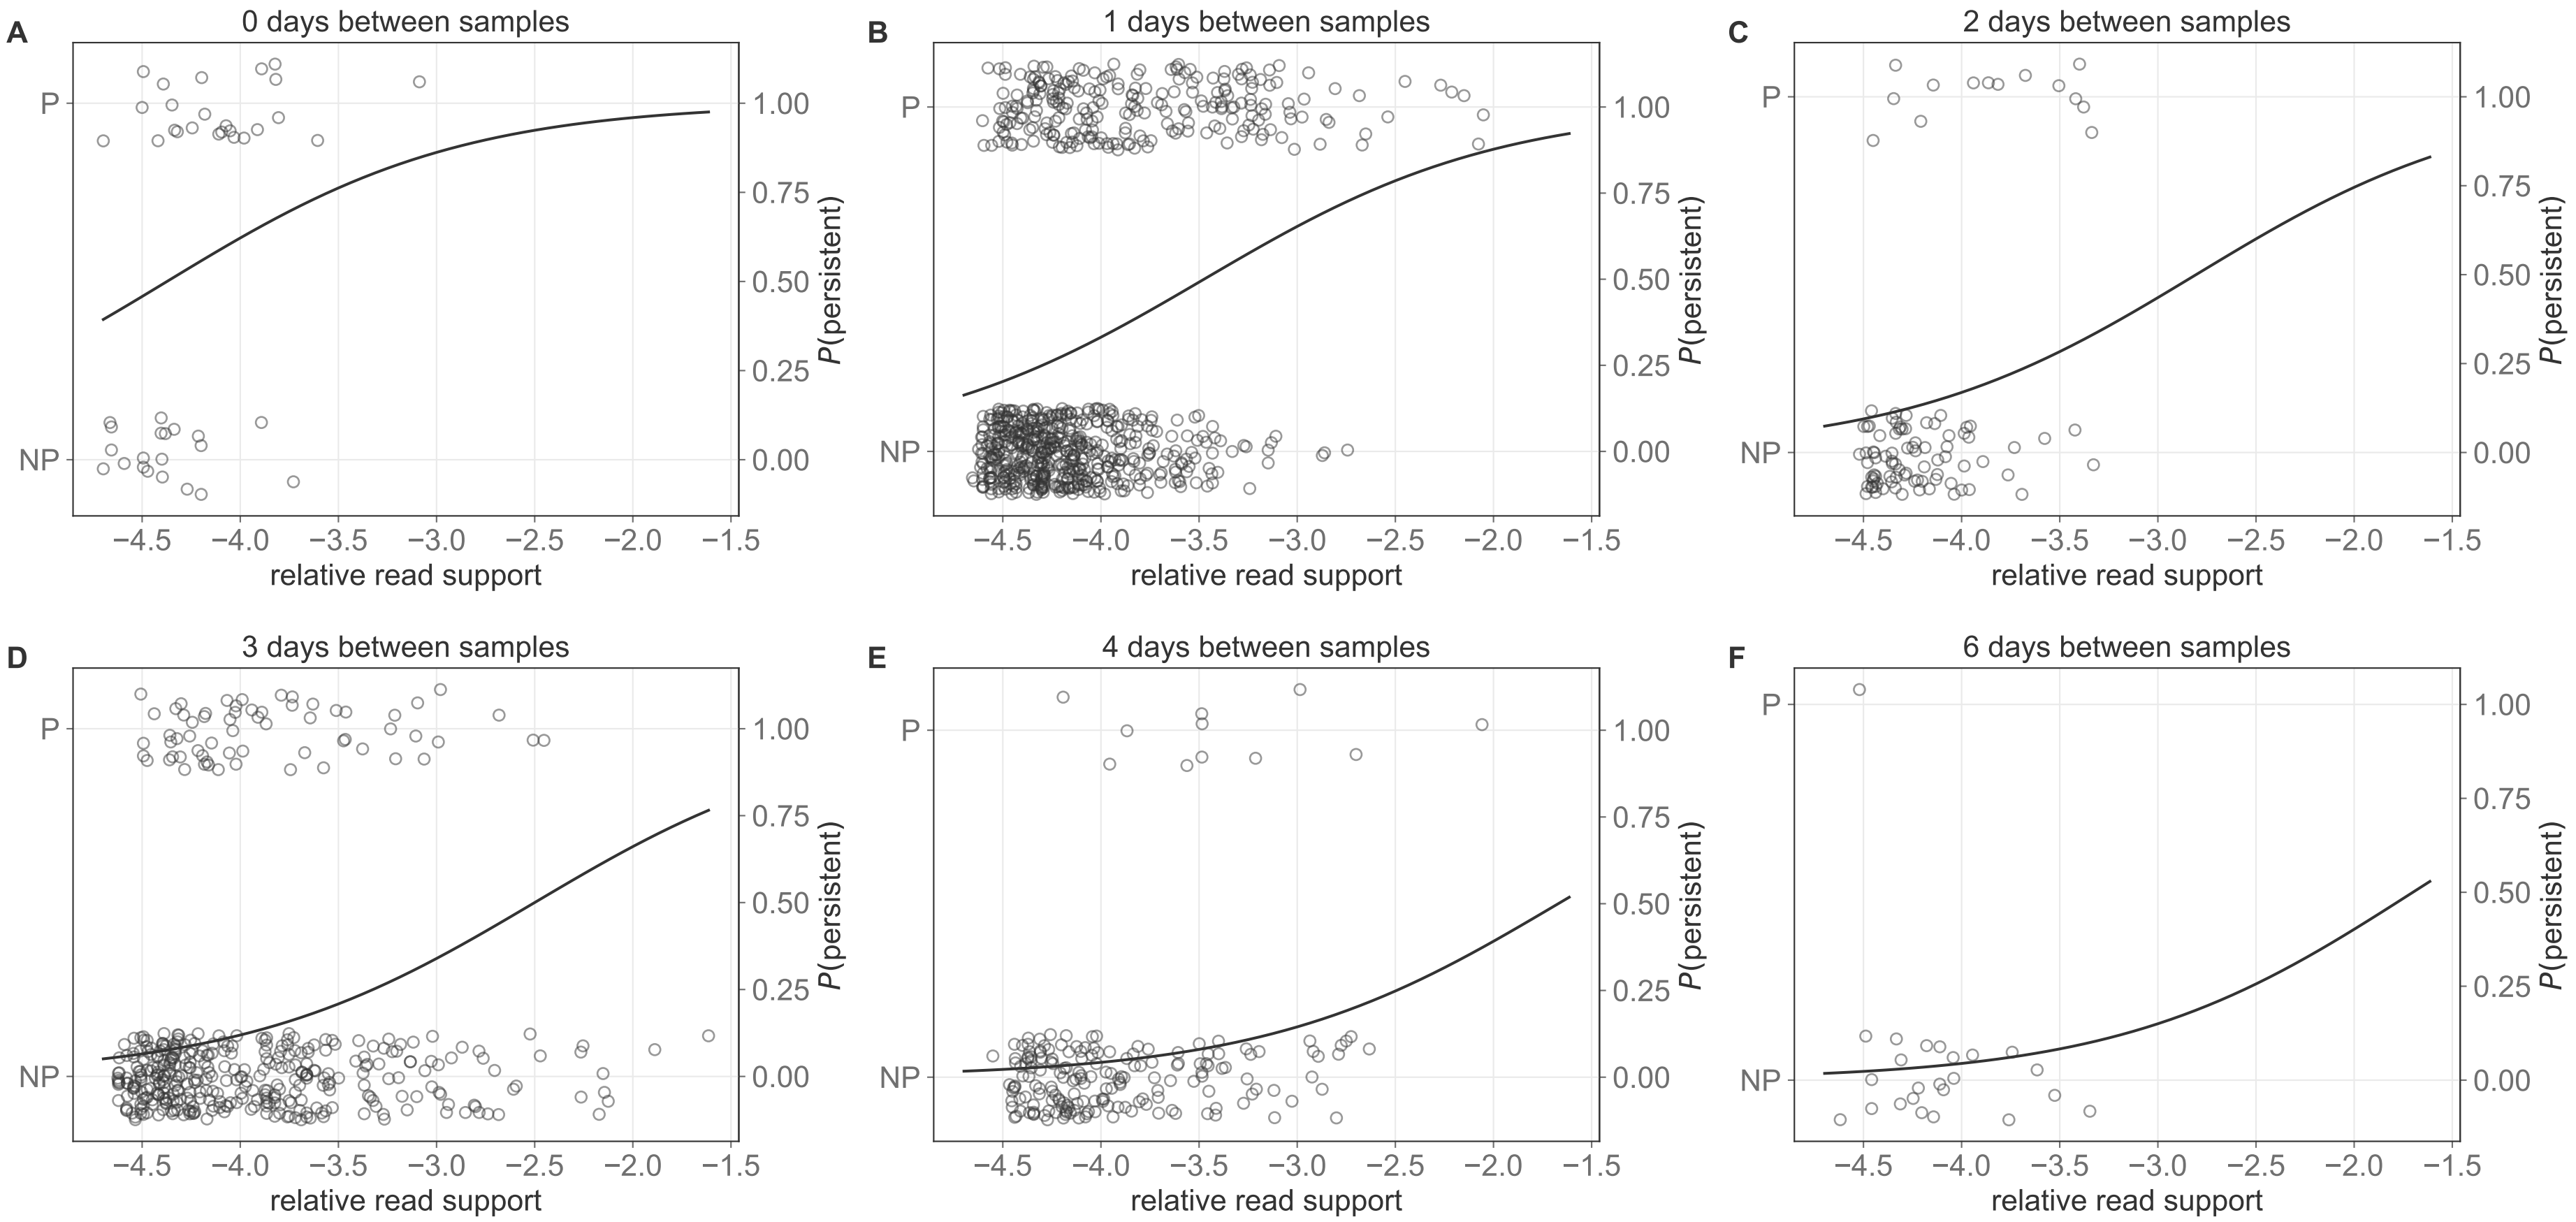 A
0 days between samples
P
NP
1.00
0.75
0.50
0.25
0.00
P(persistent)
−4.5 −4.0 −3.5 −3.0 −2.5 −2.0 −1.5
relative read support
B
1 days between samples
P
NP
1.00
0.75
0.50
0.25
0.00
P(persistent)
−4.5 −4.0 −3.5 −3.0 −2.5 −2.0 −1.5
relative read support
C
2 days between samples
P
NP
1.00
0.75
0.50
0.25
0.00
P(persistent)
−4.5 −4.0 −3.5 −3.0 −2.5 −2.0 −1.5
relative read support
D
3 days between samples
P
NP
1.00
0.75
0.50
0.25
0.00
P(persistent)
−4.5 −4.0 −3.5 −3.0 −2.5 −2.0 −1.5
relative read support
E
4 days between samples
P
NP
1.00
0.75
0.50
0.25
0.00
P(persistent)
−4.5 −4.0 −3.5 −3.0 −2.5 −2.0 −1.5
relative read support
F
6 days between samples
P
NP
1.00
0.75
0.50
0.25
0.00
P(persistent)
−4.5 −4.0 −3.5 −3.0 −2.5 −2.0 −1.5
relative read support